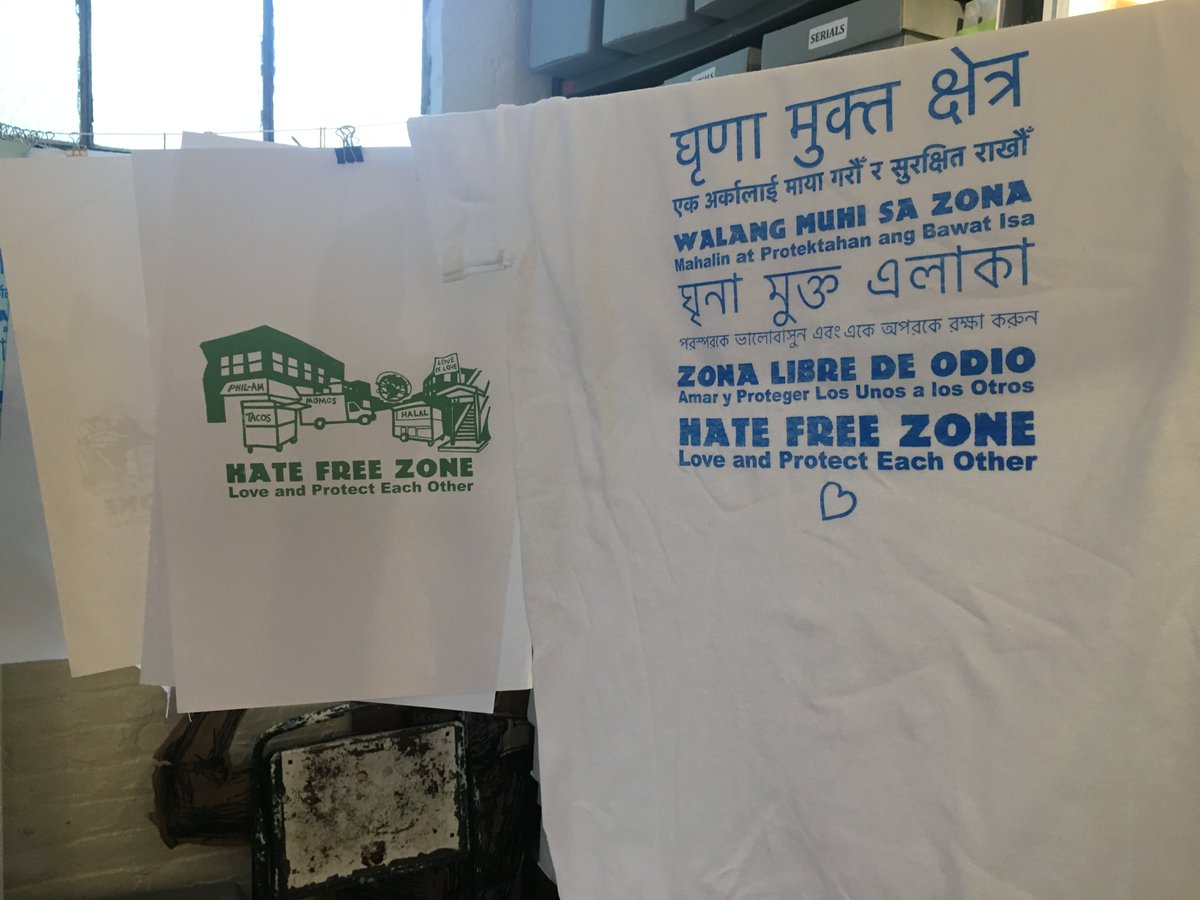 SERIALS
PHIL-AM
TACOS
MOMOS
HALAL
LOVE
IS LOVE
HATE FREE ZONE
Love and Protect Each Other
घृणा मुक्त क्षेत्र
एक अर्कालाई माया गरौँ र सुरक्षित राखौँ
WALANG MUHI SA ZONA
Mahalin at Protektahan ang Bawat Isa
ঘৃনা মুক্ত এলাকা
পরস্পরকে ভালোবাসুন এবং একে অপরকে রক্ষা করুন
ZONA LIBRE DE ODIO
Amar y Proteger Los Unos a los Otros
HATE FREE ZONE
Love and Protect Each Other